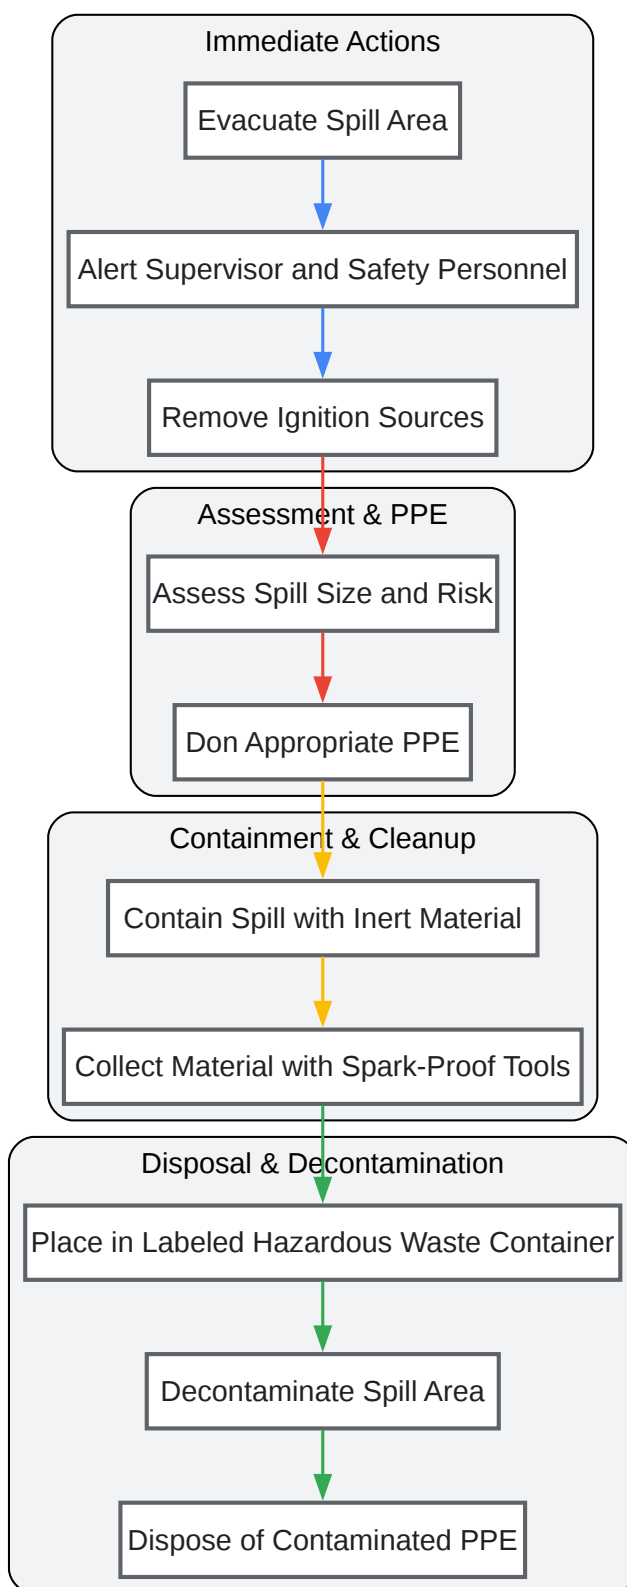 Immediate Actions
Evacuate Spill Area
Alert Supervisor and Safety Personnel
Remove Ignition Sources
Assessment & PPE
Assess Spill Size and Risk
Don Appropriate PPE
Containment & Cleanup
Contain Spill with Inert Material
Collect Material with Spark-Proof Tools
Disposal & Decontamination
Place in Labeled Hazardous Waste Container
Decontaminate Spill Area
Dispose of Contaminated PPE